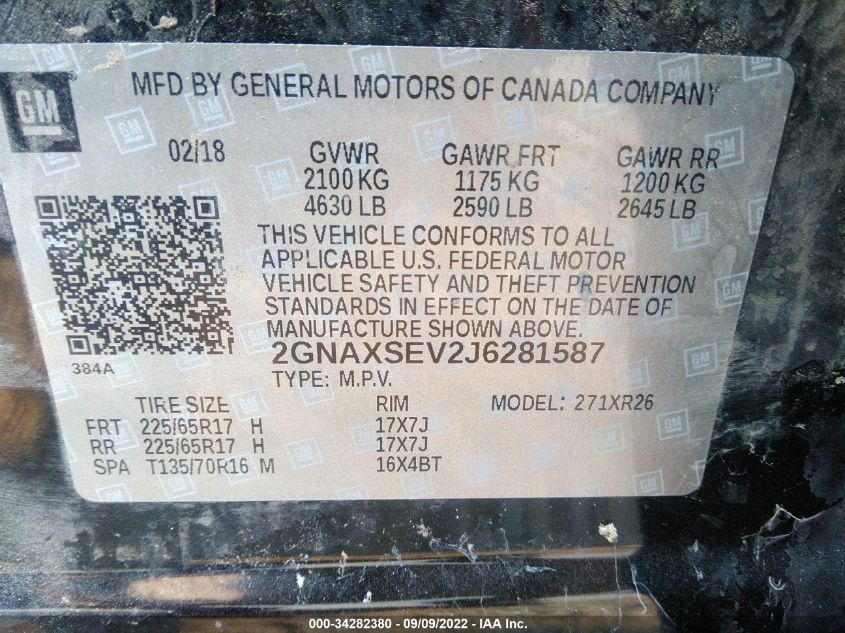 GM
MFD BY GENERAL MOTORS OF CANADA COMPANY
02/18 GVWR GAWR FRT GAWR RR
2100 KG 1175 KG 1200 KG
4630 LB 2590 LB 2645 LB
THIS VEHICLE CONFORMS TO ALL
APPLICABLE U.S. FEDERAL MOTOR
VEHICLE SAFETY AND THEFT PREVENTION
STANDARDS IN EFFECT ON THE DATE OF
MANUFACTURE SHOWN ABOVE.
2GNAXSEV2J6281587
384A
TYPE: M.P.V.
TIRE SIZE RIM MODEL: 271XR26
FRT 225/65R17 H 17X7J
RR 225/65R17 H 17X7J
SPA T135/70R16 M 16X4BT
000-34282380 - 09/09/2022 - IAA Inc.